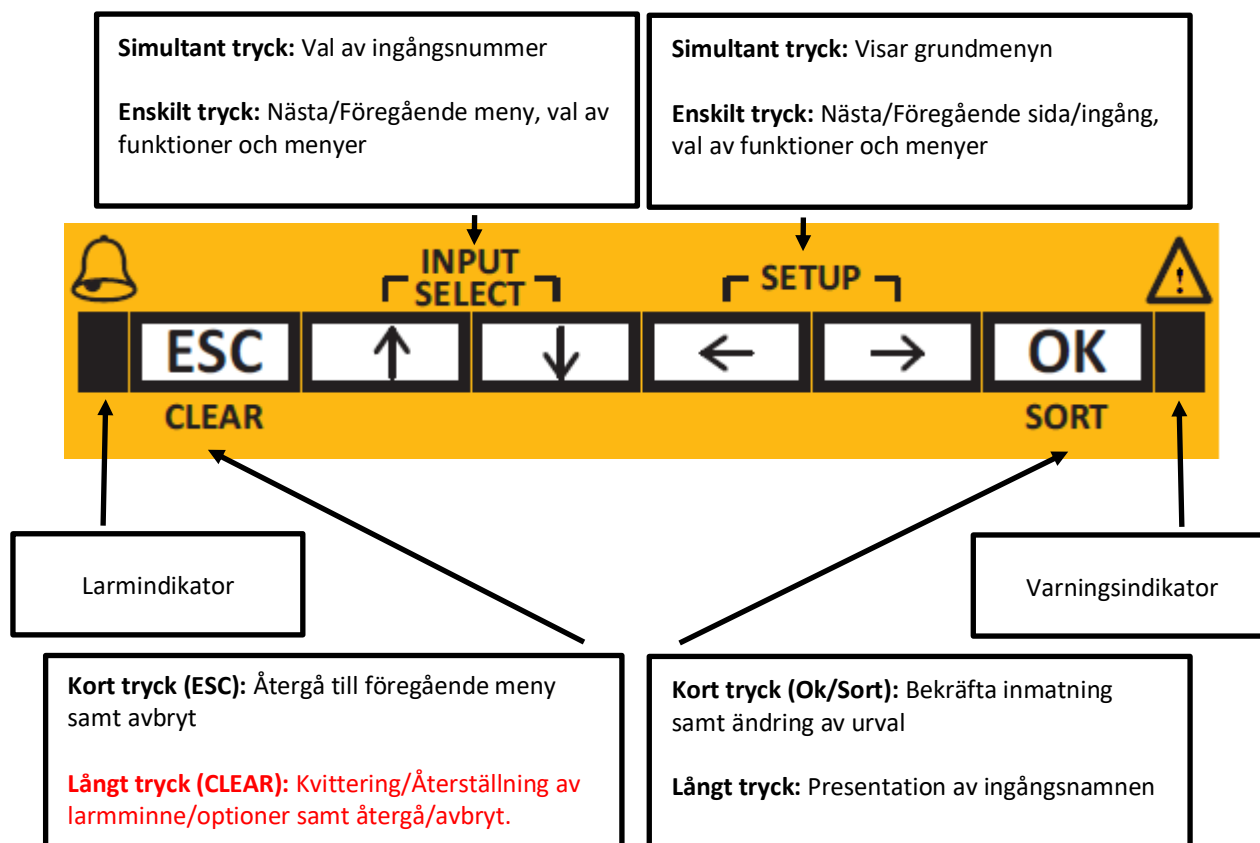 Simultant tryck: Val av ingångsnummer
Enskilt tryck: Nästa/Föregående meny, val av
funktioner och menyer
Simultant tryck: Visar grundmenyn
Enskilt tryck: Nästa/Föregående sida/ingång,
val av funktioner och menyer
INPUT
SELECT
SETUP
!
ESC
↑
↓
←
→
OK
CLEAR
SORT
Larmindikator
Varningsindikator
Kort tryck (ESC): Återgå till föregående meny
samt avbryt
Långt tryck (CLEAR): Kvittering/Återställning av
larmminne/optioner samt återgå/avbryt.
Kort tryck (Ok/Sort): Bekräfta inmatning
samt ändring av urval
Långt tryck: Presentation av ingångsnamnen